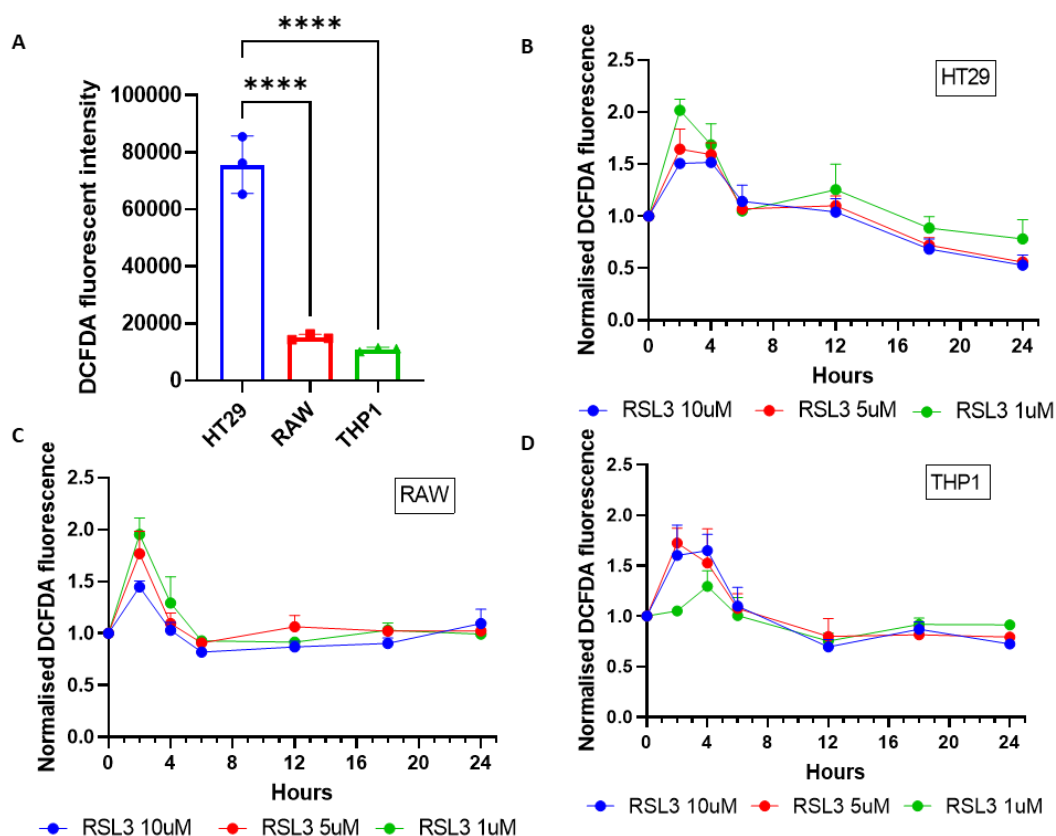 A
****
****
DCFDA fluorescent intensity
100000
80000
60000
40000
20000
0
HT29
RAW
THP1
B
HT29
Normalised DCFDA fluorescence
2.5
2.0
1.5
1.0
0.5
0.0
0 4 8 12 16 20 24
Hours
RSL3 10uM RSL3 5uM RSL3 1uM
C
RAW
Normalised DCFDA fluorescence
2.5
2.0
1.5
1.0
0.5
0.0
0 4 8 12 16 20 24
Hours
RSL3 10uM RSL3 5uM RSL3 1uM
D
THP1
Normalised DCFDA fluorescence
2.5
2.0
1.5
1.0
0.5
0.0
0 4 8 12 16 20 24
Hours
RSL3 10uM RSL3 5uM RSL3 1uM